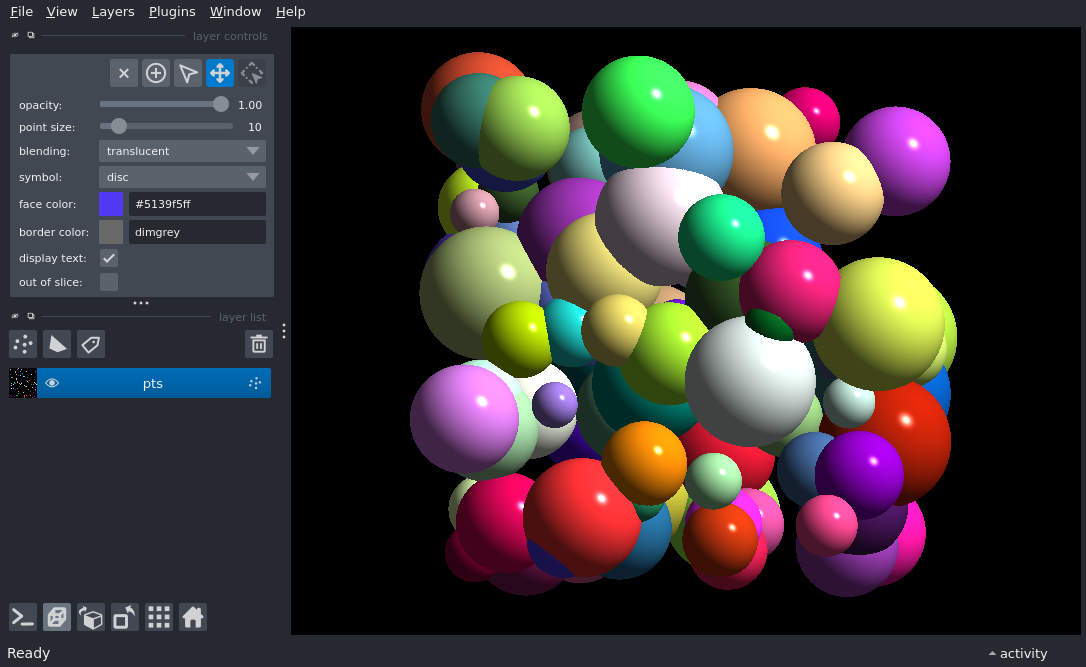 File View Layers Plugins Window Help
layer controls
opacity: 1.00
point size: 10
blending: translucent
symbol: disc
face color: #5139f5ff
border color: dimgrey
display text:
out of slice:
layer list
pts
Ready activity